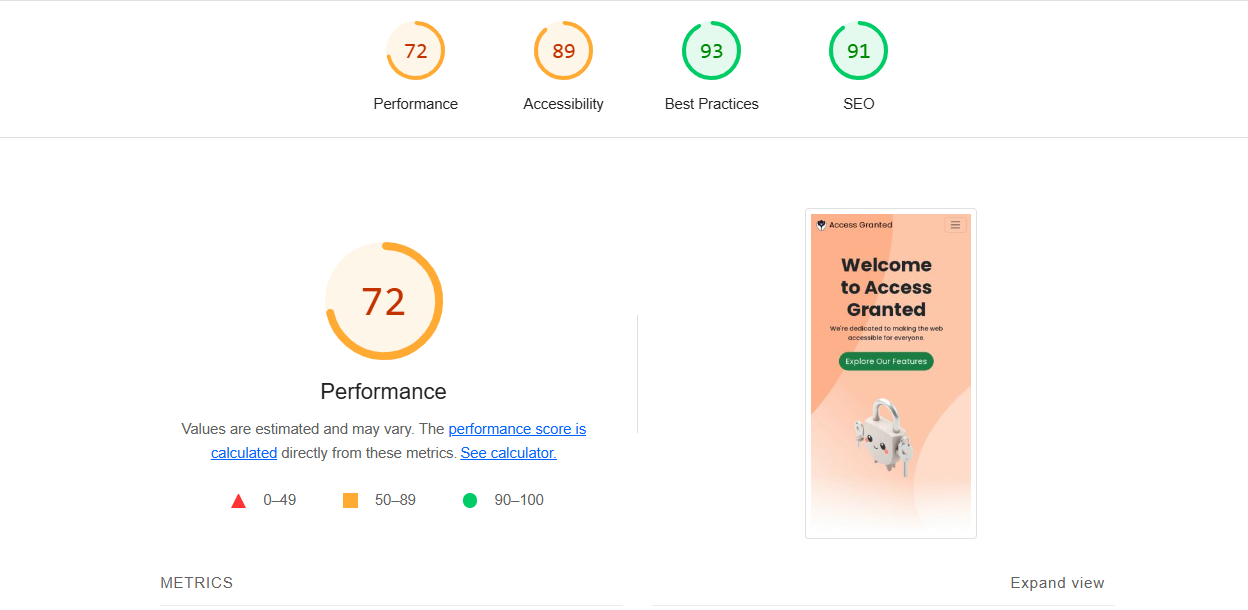 72
89
93
91
Performance
Accessibility
Best Practices
SEO
72
Performance
Values are estimated and may vary. The performance score is
calculated directly from these metrics. See calculator.
0–49
50–89
90–100
Access Granted
Welcome
to Access
Granted
We're dedicated to making the web
accessible for everyone.
Explore Our Features
METRICS
Expand view